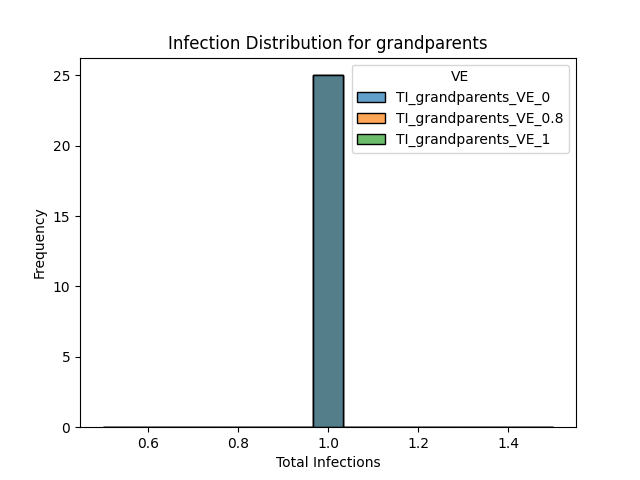 Infection Distribution for grandparents
VE
TI_grandparents_VE_0
TI_grandparents_VE_0.8
TI_grandparents_VE_1
25
20
15
10
5
0
Frequency
0.6 0.8 1.0 1.2 1.4
Total Infections